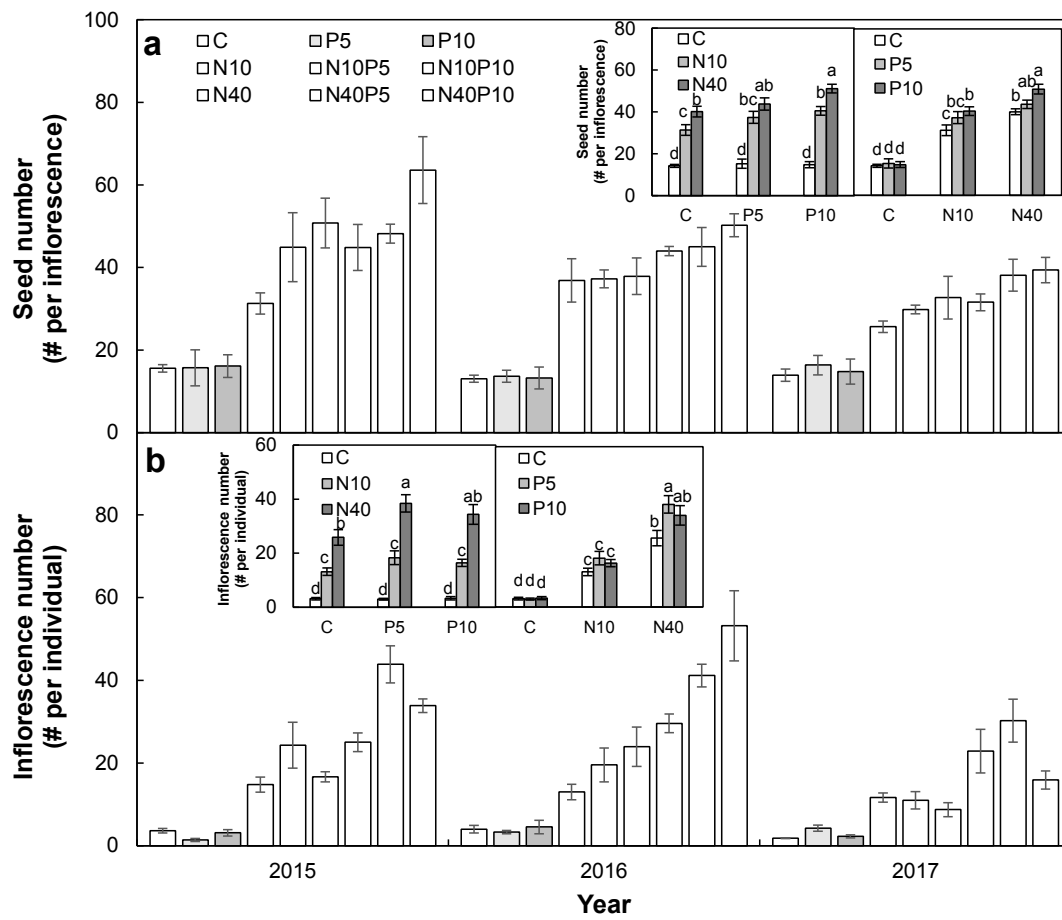 a
C P5 P10
N10 N10P5 N10P10
N40 N40P5 N40P10
100
80
60
40
20
0
Seed number
(# per inflorescence)
80
60
40
20
0
Seed number
(# per inflorescence)
C
N10
N40
d c b d bc ab d b a
C P5 P10
C
P5
P10
d d d c bc b b ab a
C N10 N40
b
80
60
40
20
0
Inflorescence number
(# per individual)
60
40
20
0
Inflorescence number
(# per individual)
C
N10
N40
d c b d c a d c ab
C P5 P10
C
P5
P10
d d d c c c b a ab
C N10 N40
2015 2016 2017
Year